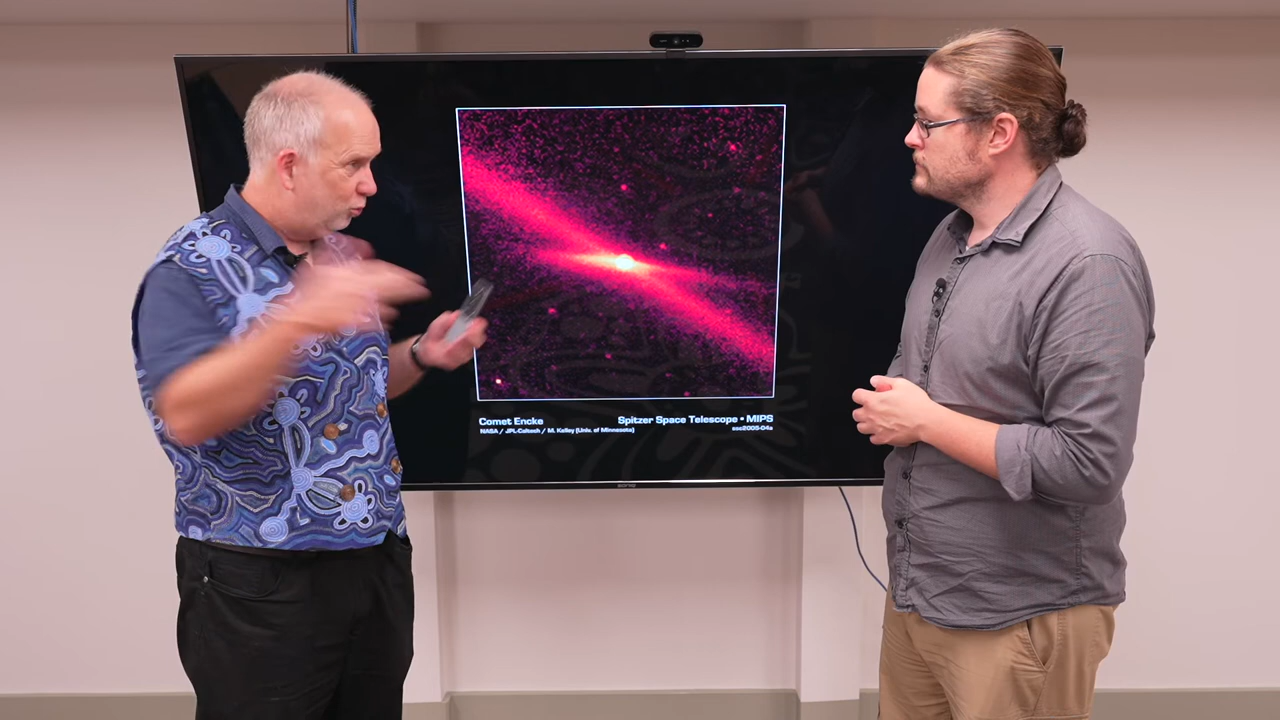 Comet Encke
Spitzer Space Telescope • MIPS
NASA / JPL-Caltech / M. Kelley (Univ. of Minnesota)
ssc2005-04a